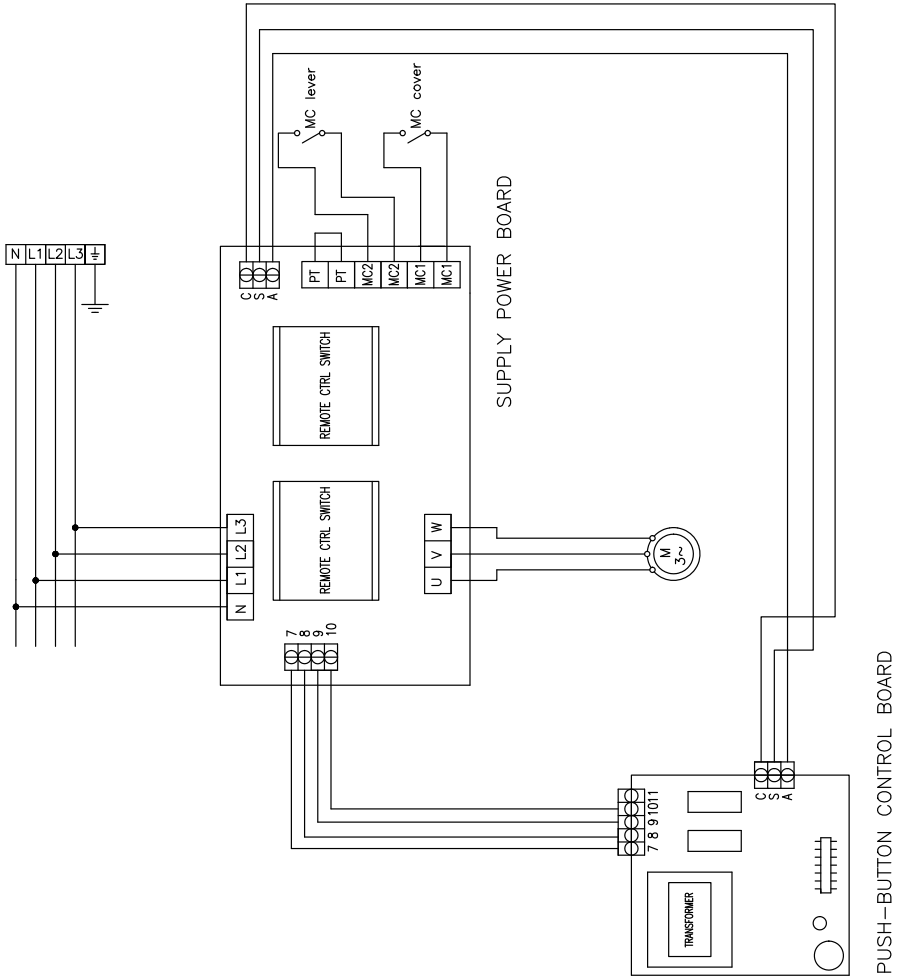 N L1 L2 L3
MC lever
MC cover
C
S
A
PT
PT
MC2
MC2
MC1
MC1
SUPPLY POWER BOARD
REMOTE CTRL SWITCH
REMOTE CTRL SWITCH
N L1 L2 L3
U V W
7
8
9
10
M
3~
C
S
A
7 8 9 10 11
TRANSFORMER
PUSH-BUTTON CONTROL BOARD